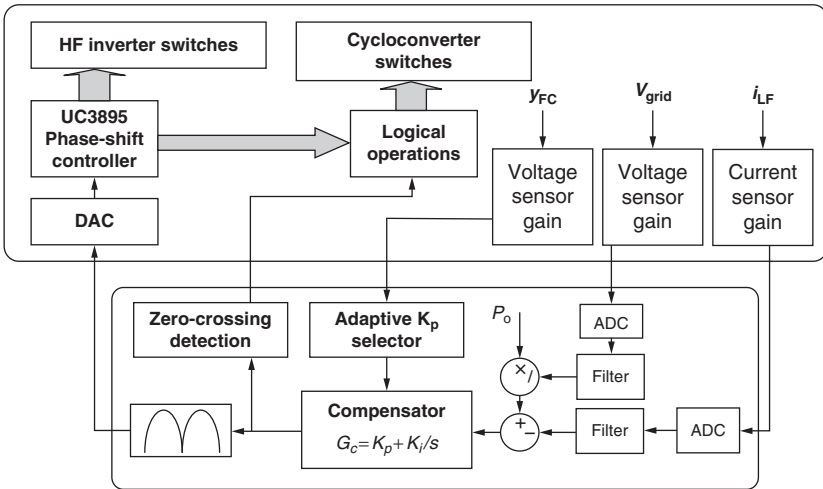 HF inverter switches
Cycloconverter
switches
UC3895
Phase-shift
controller
Logical
operations
y_FC
V_grid
i_LF
Voltage
sensor
gain
Voltage
sensor
gain
Current
sensor
gain
DAC
Zero-crossing
detection
Adaptive K_p
selector
P_o
ADC
× /
Filter
Compensator
G_c = K_p + K_i/s
+ −
Filter
ADC